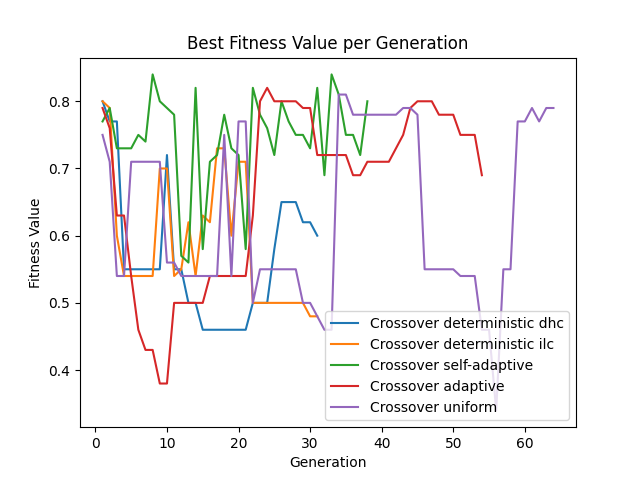 Best Fitness Value per Generation
Fitness Value
0.8
0.7
0.6
0.5
0.4
Crossover deterministic dhc
Crossover deterministic ilc
Crossover self-adaptive
Crossover adaptive
Crossover uniform
0 10 20 30 40 50 60
Generation